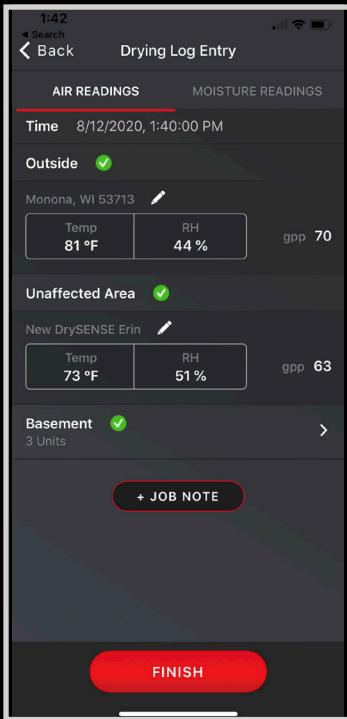 1:42
Search
Back Drying Log Entry
AIR READINGS MOISTURE READINGS
Time 8/12/2020, 1:40:00 PM
Outside
Monona, WI 53713
Temp RH
81 °F 44 % gpp 70
Unaffected Area
New DrySENSE Erin
Temp RH
73 °F 51 % gpp 63
Basement
3 Units
+ JOB NOTE
FINISH